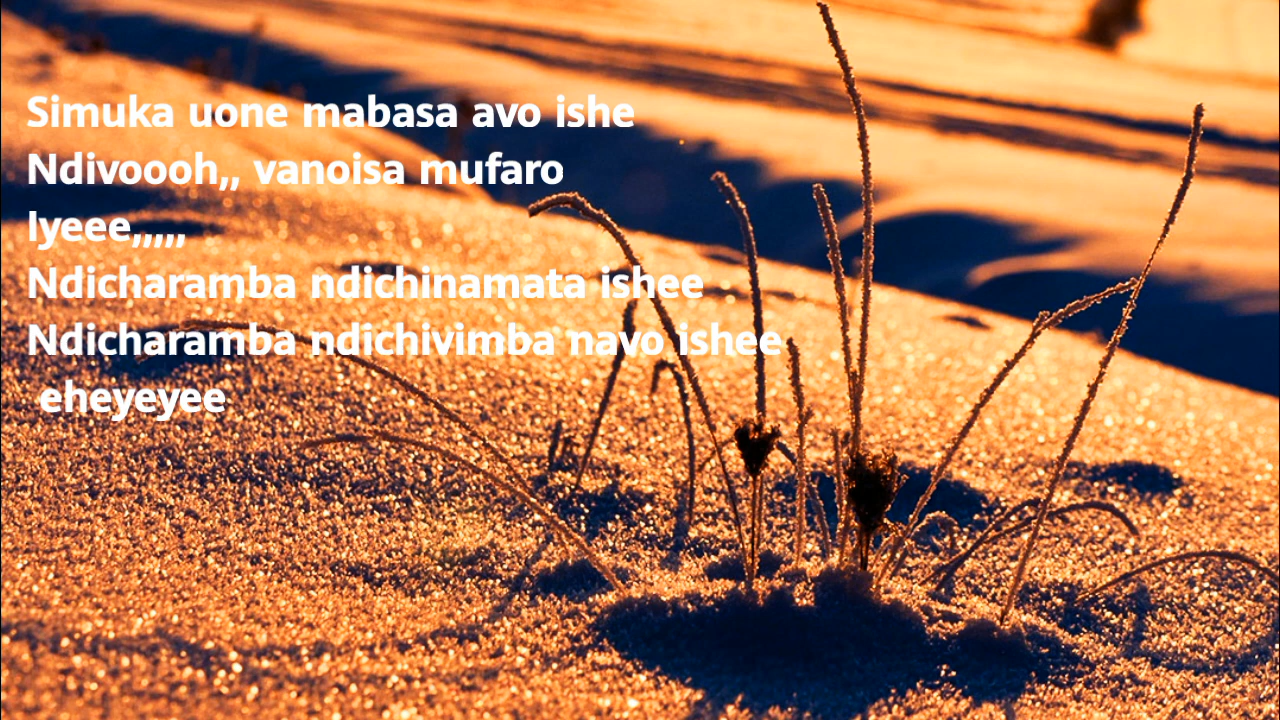 Simuka uone mabasa avo ishe
Ndivoooh,, vanoisa mufaro
Iyeee,,,,,
Ndicharamba ndichinamata ishee
Ndicharamba ndichivimba navo ishee
eheyeyee